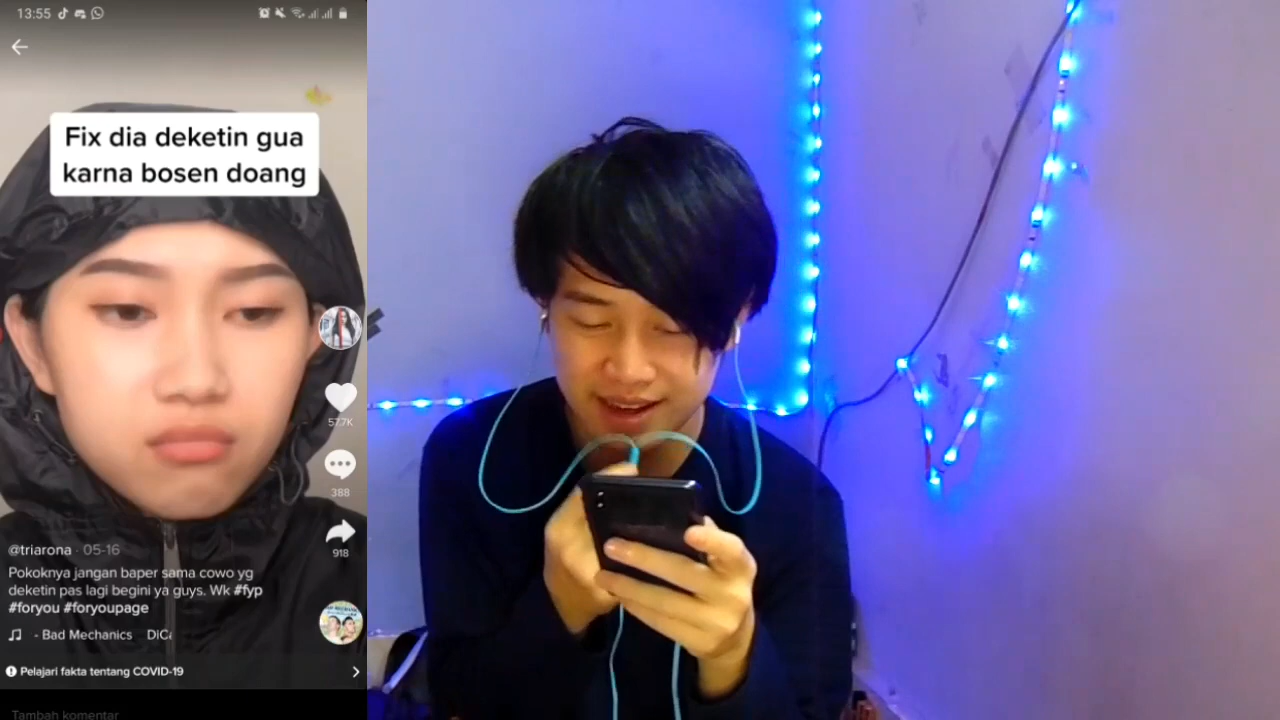 13:55
Fix dia deketin gua
karna bosen doang
57.7K
388
918
@triarona · 05-16
Pokoknya jangan baper sama cowo yg
deketin pas lagi begini ya guys. Wk #fyp
#foryou #foryoupage
- Bad Mechanics
Pelajari fakta tentang COVID-19
Tambah komentar